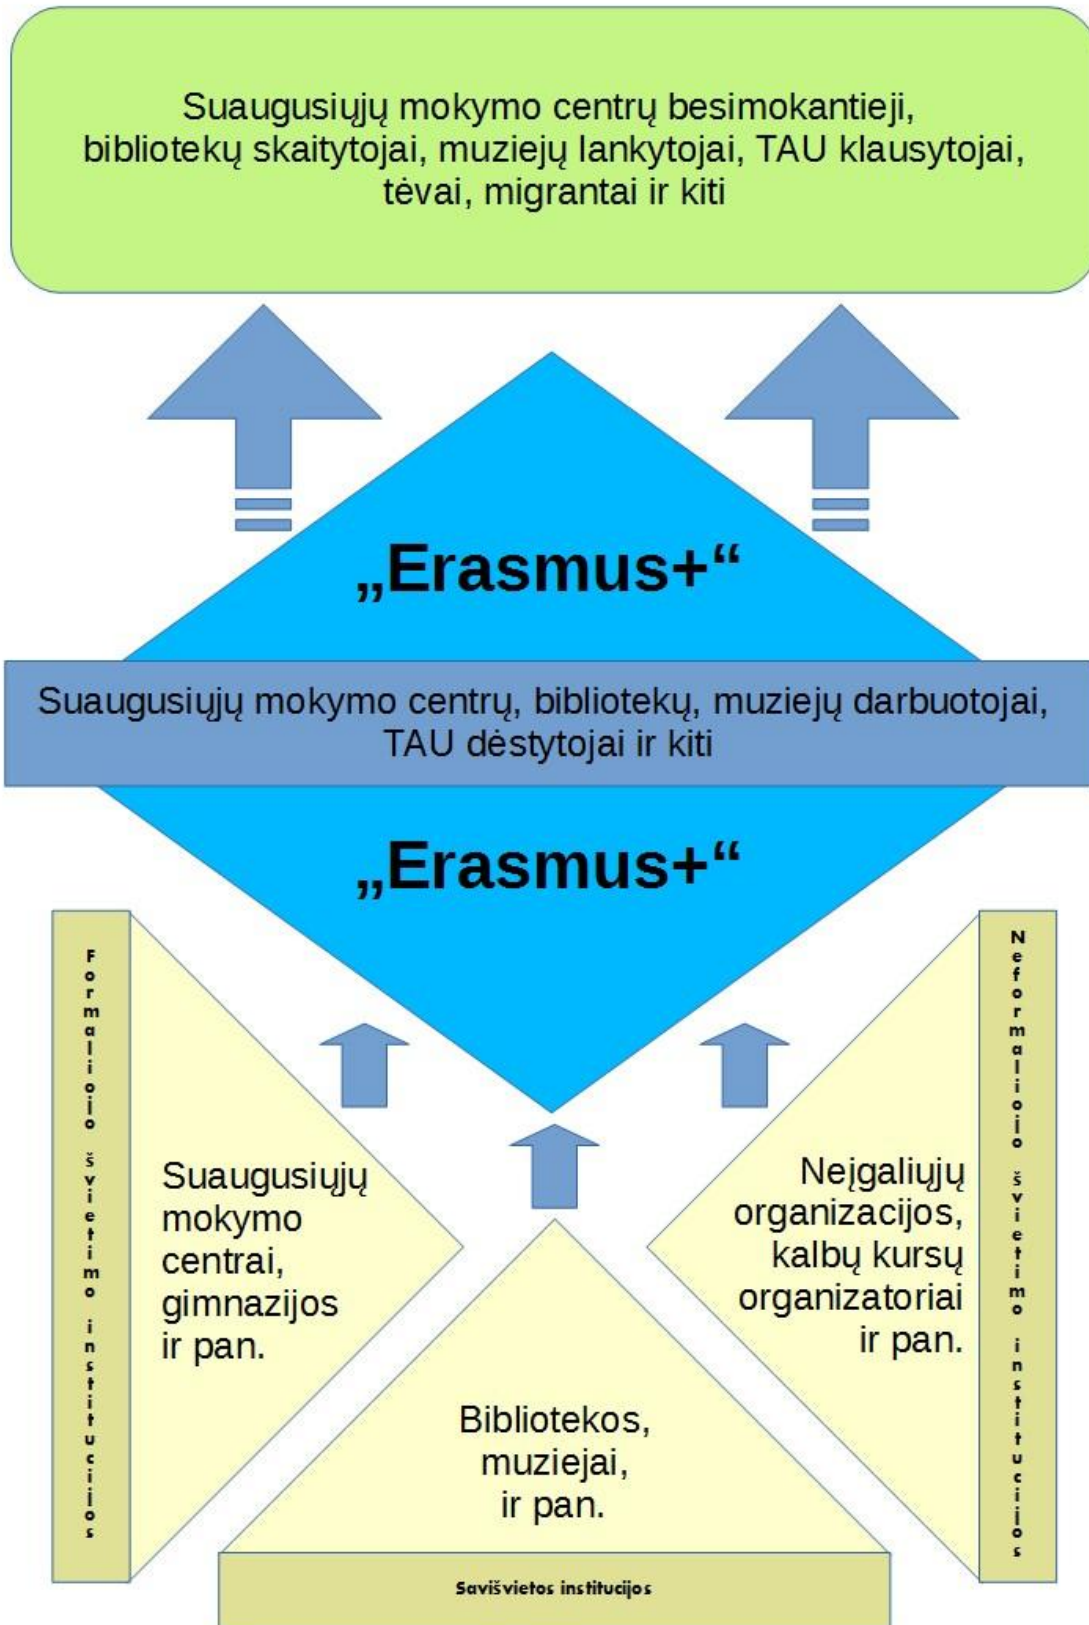 Suaugusiųjų mokymo centrų besimokantieji,
bibliotekų skaitytojai, muziejų lankytojai, TAU klausytojai,
tėvai, migrantai ir kiti
„Erasmus+“
Suaugusiųjų mokymo centrų, bibliotekų, muziejų darbuotojai,
TAU dėstytojai ir kiti
„Erasmus+“
Formaliojo švietimo institucijos
Suaugusiųjų
mokymo
centrai,
gimnazijos
ir pan.
Bibliotekos,
muziejai,
ir pan.
Savišvietos institucijos
Neįgaliųjų
organizacijos,
kalbų kursų
organizatoriai
ir pan.
Neformaliojo švietimo institucijos